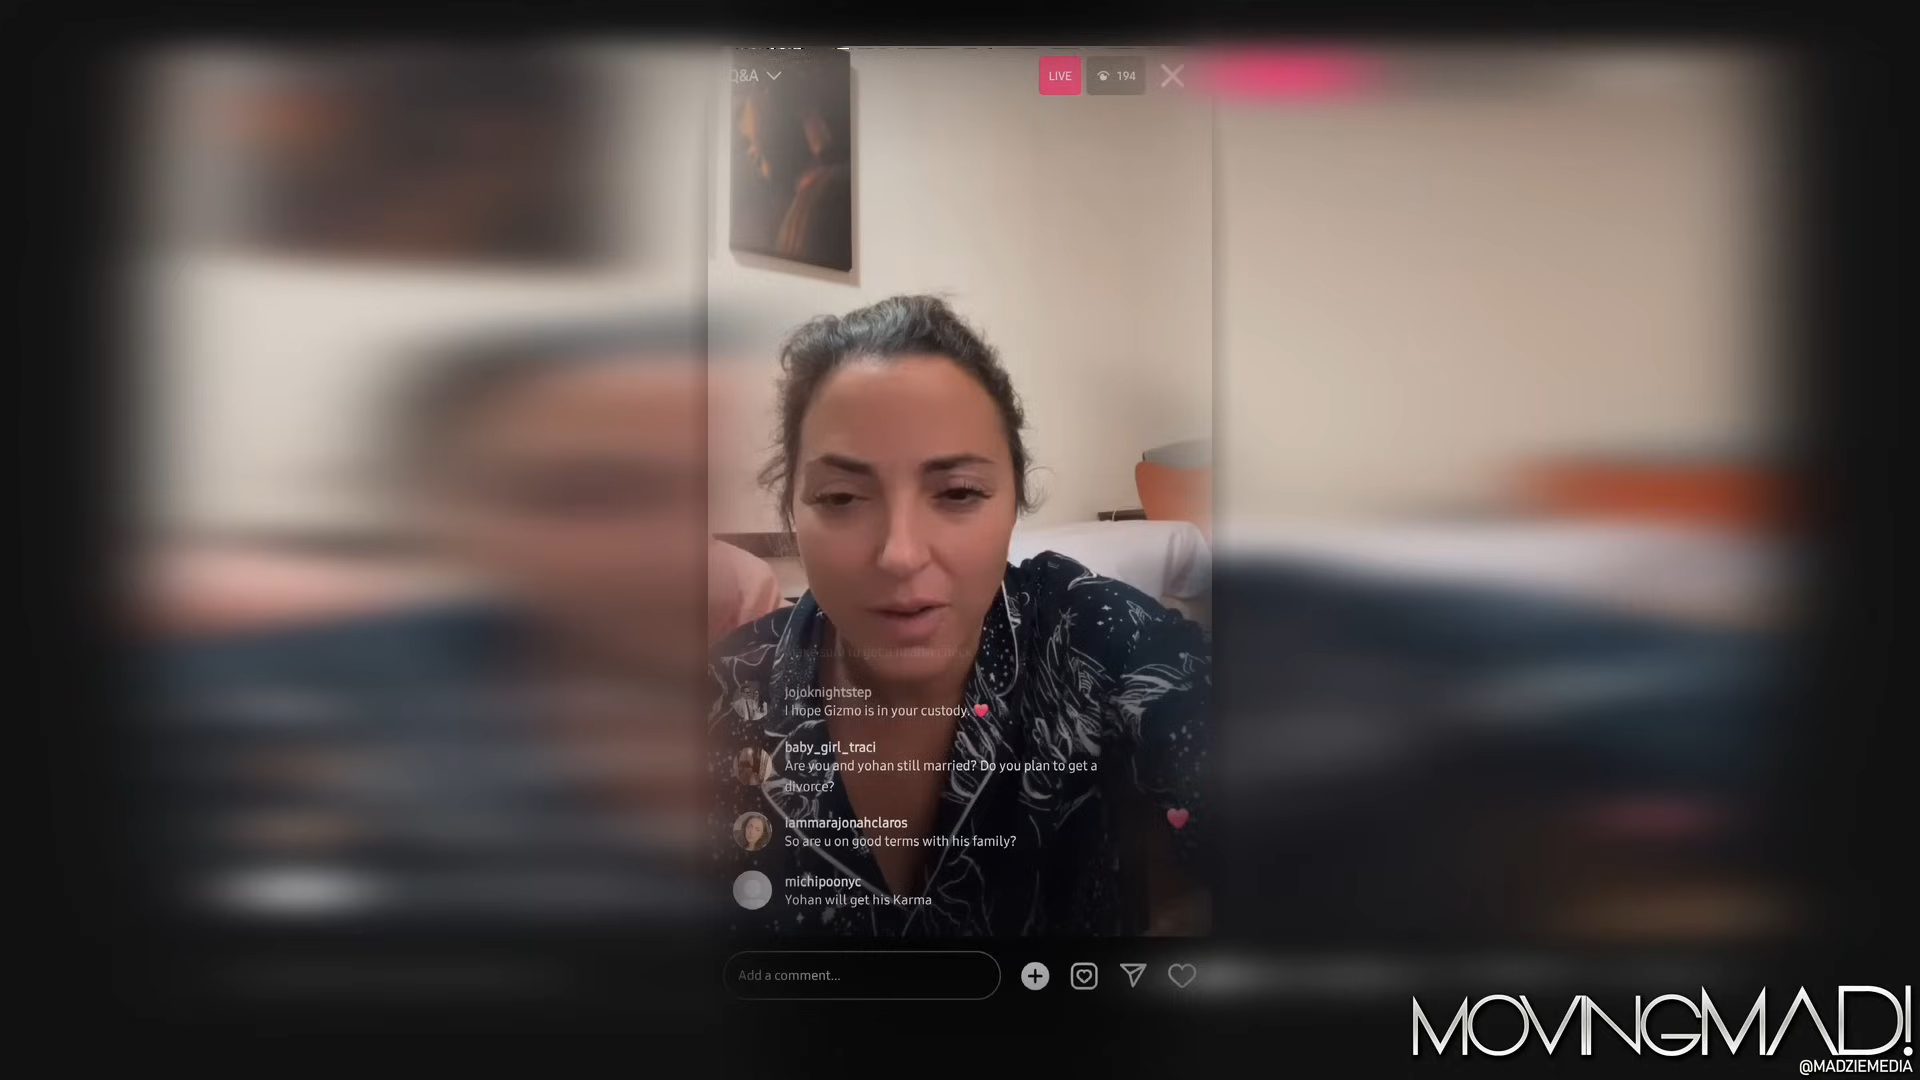 Q&A
LIVE
194
jojoknightstep
I hope Gizmo is in your custody.
baby_girl_traci
Are you and yohan still married? Do you plan to get a
divorce?
iammarajonahclaros
So are u on good terms with his family?
michipoonyc
Yohan will get his Karma
Add a comment...
MOVINGMAD!
@MADZIEMEDIA